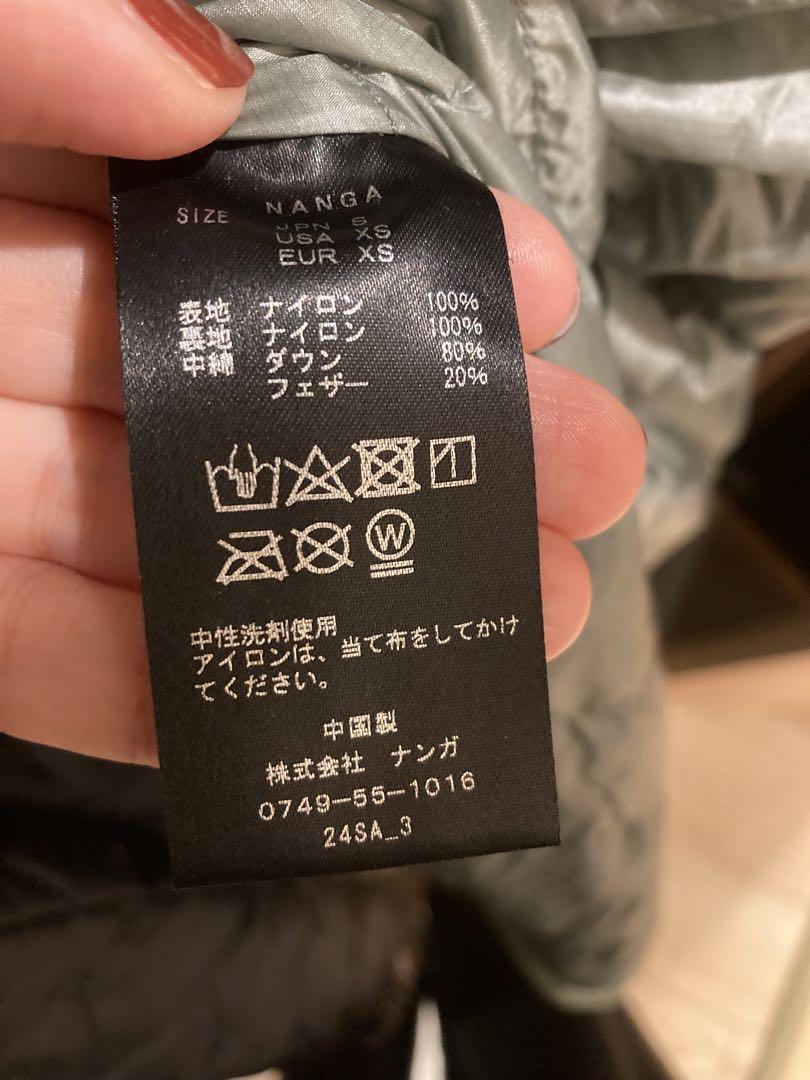 NANGA
SIZE JPN S
USA XS
EUR XS
表地 ナイロン 100%
裏地 ナイロン 100%
中綿 ダウン 80%
フェザー 20%
W
中性洗剤使用
アイロンは、当て布をしてかけ
てください。
中国製
株式会社 ナンガ
0749-55-1016
24SA_3